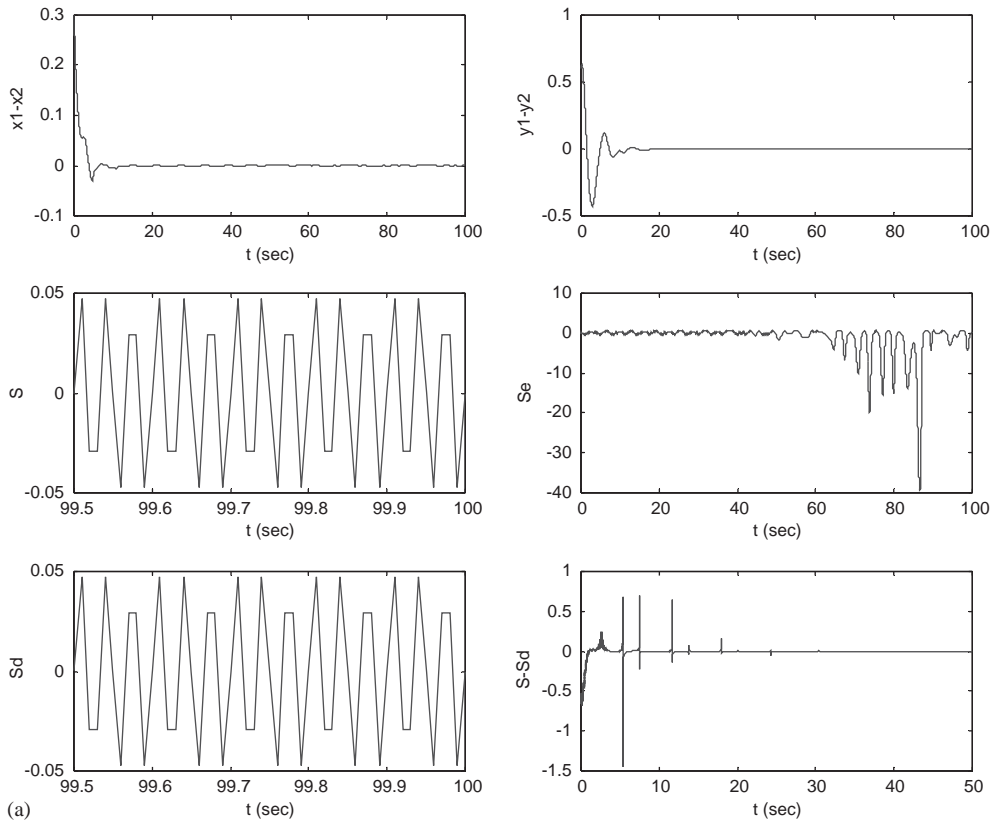 0.3
0.2
0.1
0
-0.1
x1-x2
0 20 40 60 80 100
t (sec)
1
0.5
0
-0.5
y1-y2
0 20 40 60 80 100
t (sec)
0.05
0
-0.05
S
99.5 99.6 99.7 99.8 99.9 100
t (sec)
10
0
-10
-20
-30
-40
Se
0 20 40 60 80 100
t (sec)
0.05
0
-0.05
Sd
99.5 99.6 99.7 99.8 99.9 100
t (sec)
1
0.5
0
-0.5
-1
-1.5
S-Sd
0 10 20 30 40 50
t (sec)
(a)